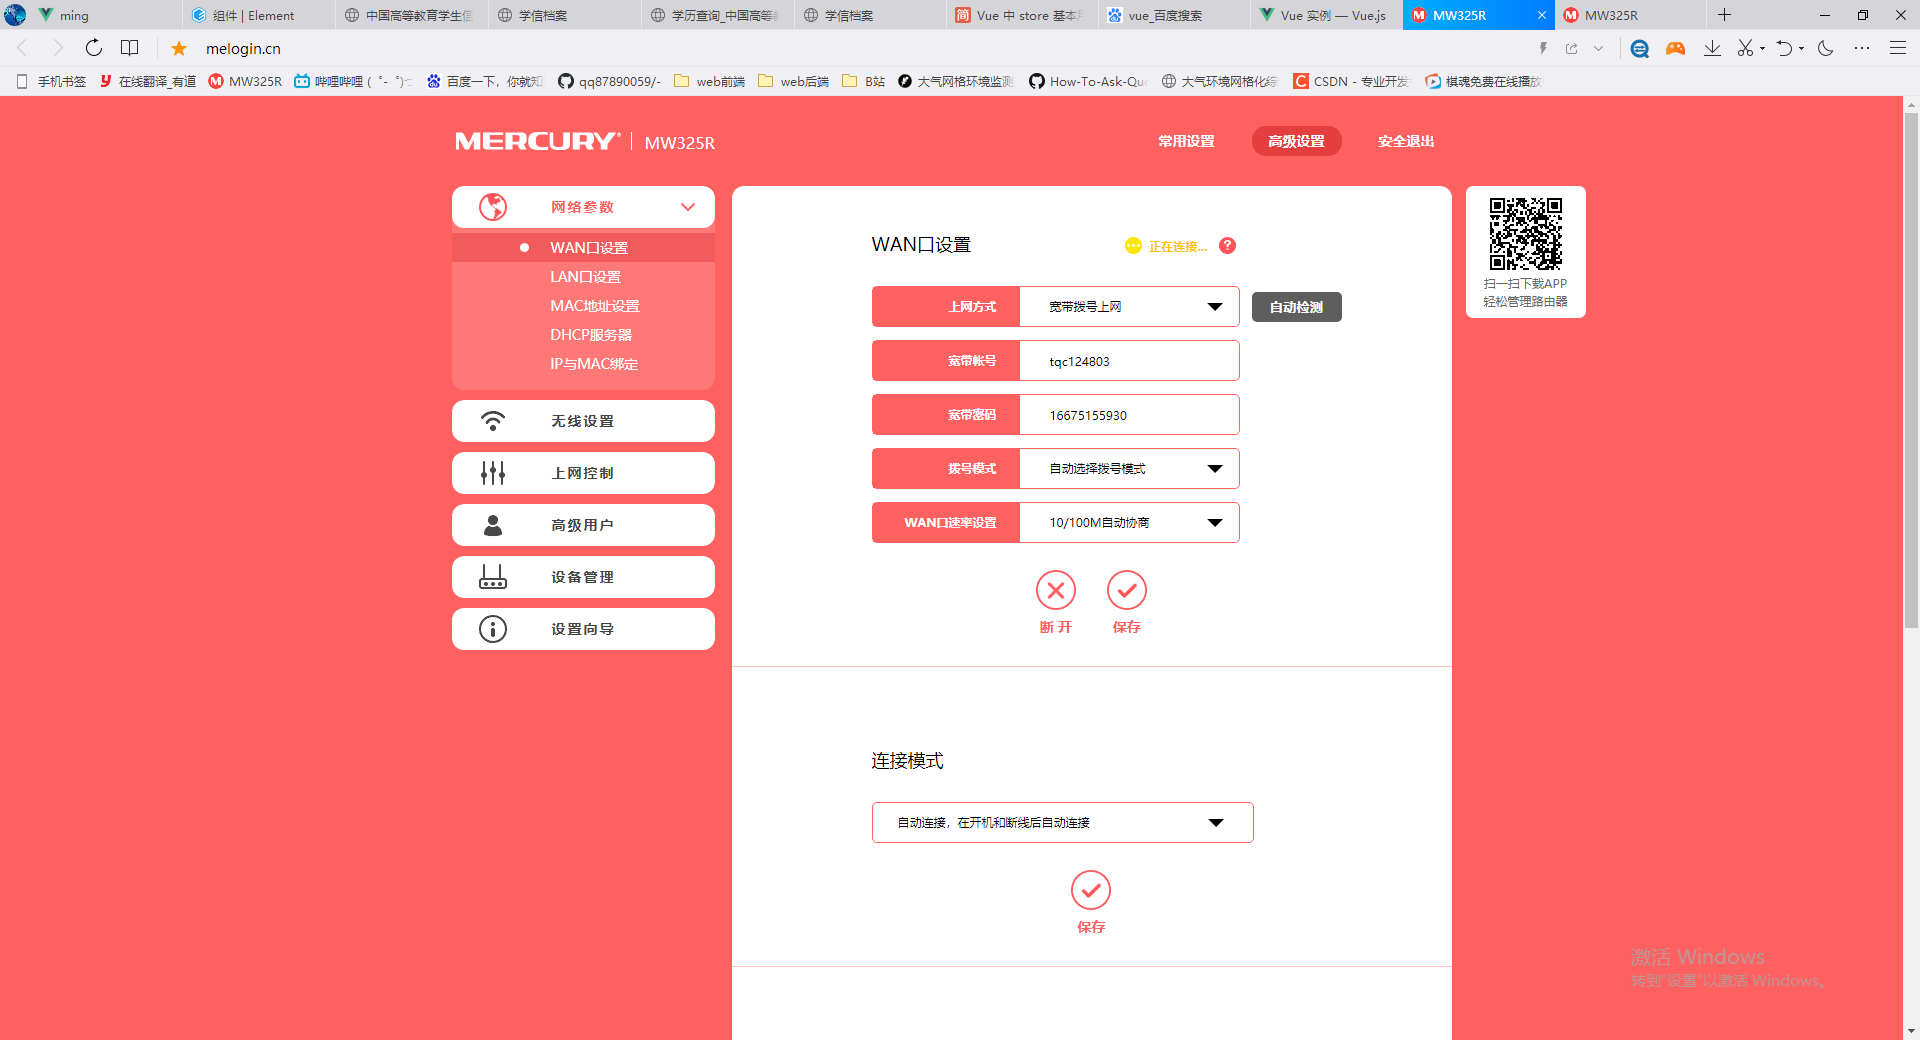 ming
组件 | Element
中国高等教育学生信
学信档案
学历查询_中国高等
学信档案
Vue 中 store 基本
vue_百度搜索
Vue 实例 — Vue.js
MW325R
MW325R
melogin.cn
手机书签
在线翻译_有道
MW325R
哔哩哔哩 ( ゜- ゜)つ
百度一下，你就知
qq87890059/-
web前端
web后端
B站
大气网格环境监测
How-To-Ask-Que
大气环境网格化综
CSDN - 专业开发
棋魂免费在线播放
MERCURY® | MW325R
常用设置
高级设置
安全退出
网络参数
WAN口设置
LAN口设置
MAC地址设置
DHCP服务器
IP与MAC绑定
无线设置
上网控制
高级用户
设备管理
设置向导
WAN口设置
正在连接...
上网方式
宽带拨号上网
自动检测
宽带帐号
tqc124803
宽带密码
16675155930
拨号模式
自动选择拨号模式
WAN口速率设置
10/100M自动协商
断 开
保存
连接模式
自动连接，在开机和断线后自动连接
保存
扫一扫下载APP
轻松管理路由器
激活 Windows
转到"设置"以激活 Windows。